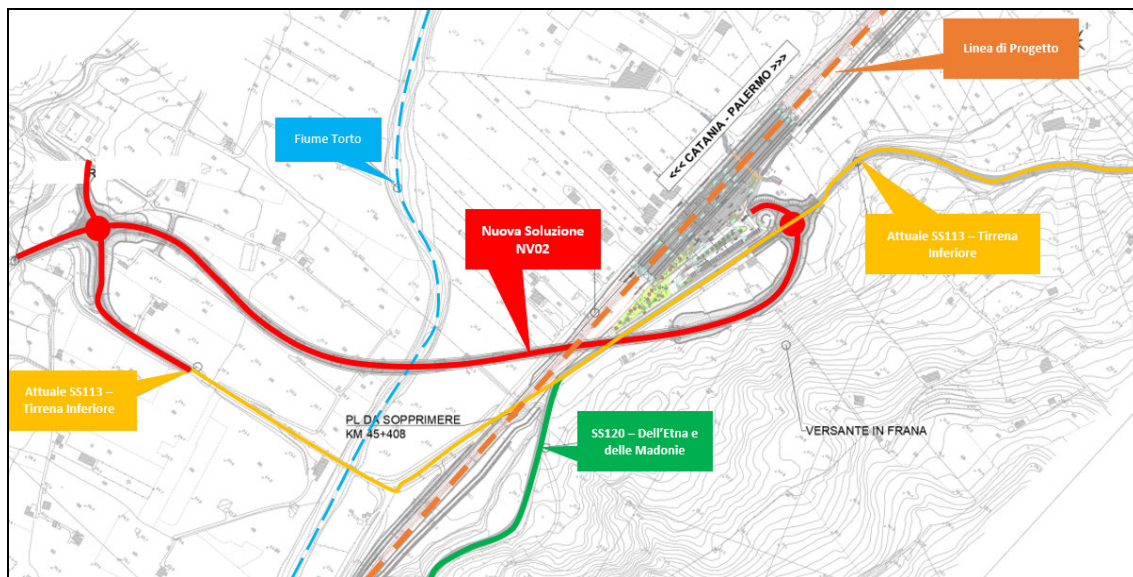 Linea di Progetto
<<< CATANIA - PALERMO >>>
Fiume Torto
Nuova Soluzione
NV02
Attuale SS113 – Tirrena
Inferiore
Attuale SS113 –
Tirrena Inferiore
PL DA SOPPRIMERE
KM 45+408
SS120 – Dell'Etna e
delle Madonie
VERSANTE IN FRANA